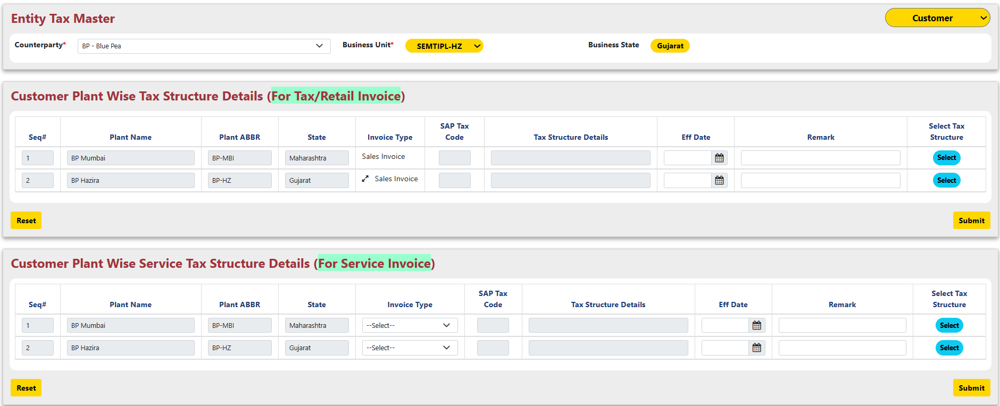 Entity Tax Master
Customer
Counterparty* BP - Blue Pea Business Unit* SEMTIPL-HZ Business State Gujarat
Customer Plant Wise Tax Structure Details (For Tax/Retail Invoice)
Seq# Plant Name Plant ABBR State Invoice Type SAP Tax Code Tax Structure Details Eff Date Remark Select Tax Structure
1 BP Mumbai BP-MBI Maharashtra Sales Invoice Select
2 BP Hazira BP-HZ Gujarat Sales Invoice Select
Reset Submit
Customer Plant Wise Service Tax Structure Details (For Service Invoice)
Seq# Plant Name Plant ABBR State Invoice Type SAP Tax Code Tax Structure Details Eff Date Remark Select Tax Structure
1 BP Mumbai BP-MBI Maharashtra --Select-- Select
2 BP Hazira BP-HZ Gujarat --Select-- Select
Reset Submit